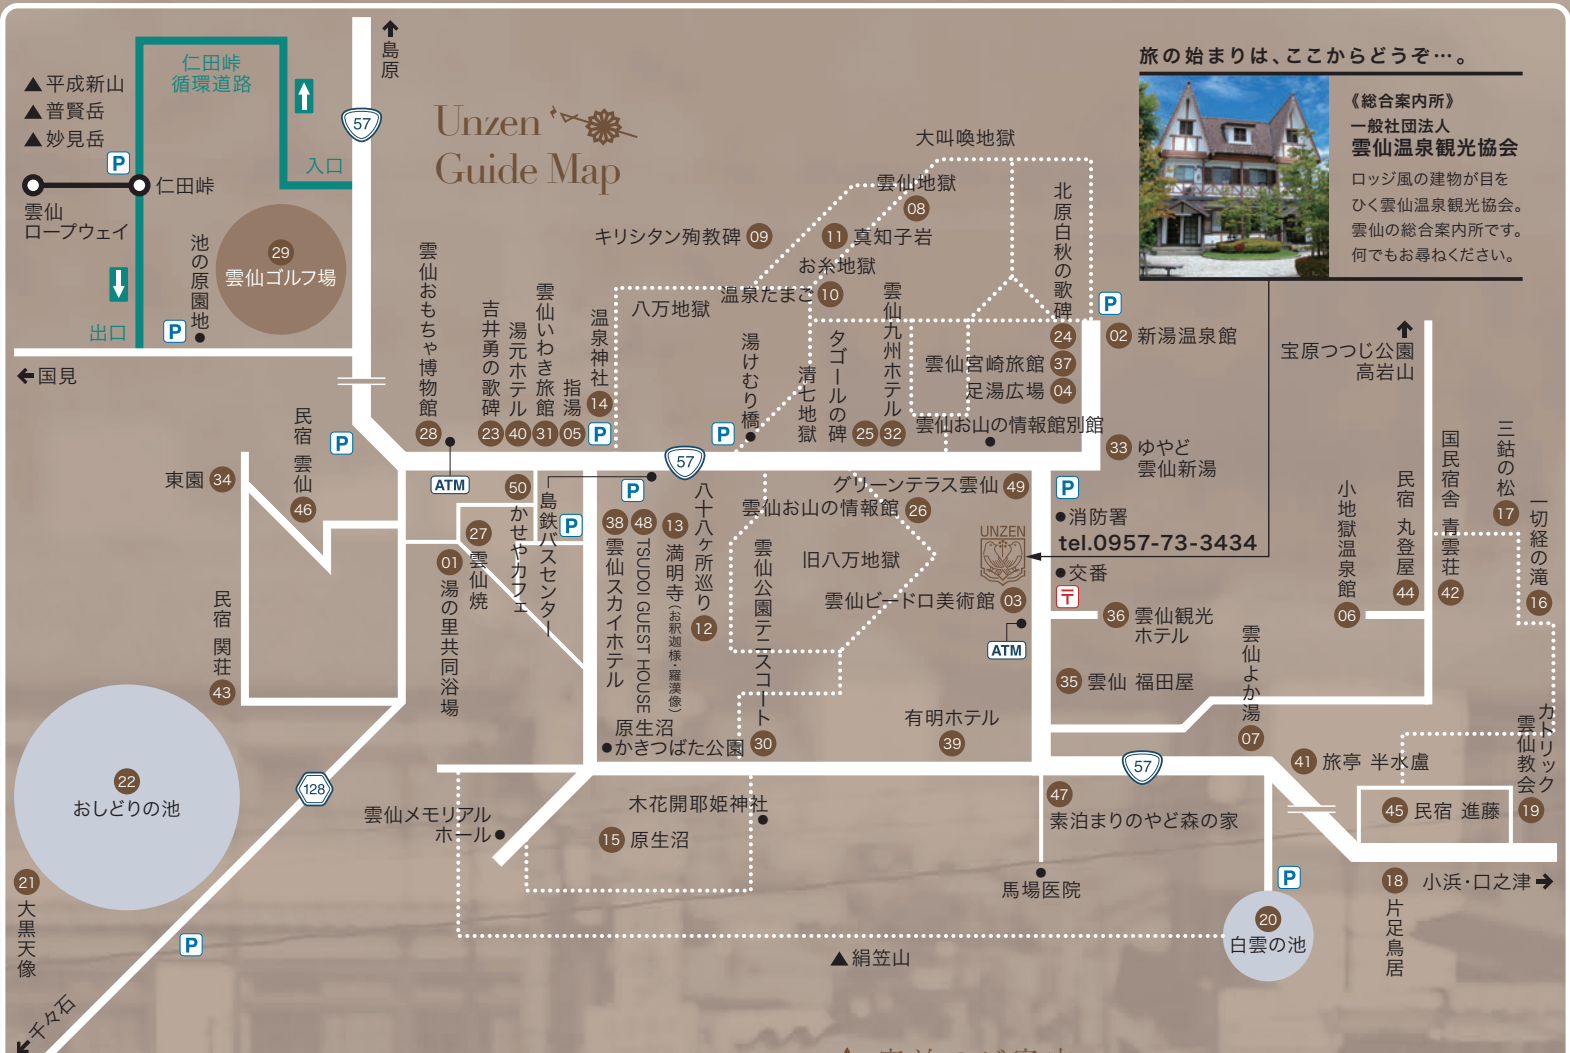 旅の始まりは、ここからどうぞ…。
《総合案内所》
一般社団法人
雲仙温泉観光協会
ロッジ風の建物が目を
ひく雲仙温泉観光協会。
雲仙の総合案内所です。
何でもお尋ねください。
Unzen
Guide Map
島原
仁田峠
循環道路
▲平成新山
▲普賢岳
▲妙見岳
P
57
入口
仁田峠
雲仙
ロープウェイ
池の原園地
29
雲仙ゴルフ場
出口
P
国見
大叫喚地獄
雲仙地獄
08
キリシタン殉教碑 09
11 真知子岩
お糸地獄
温泉たまご 10
八万地獄
北原白秋の歌碑
24
P
02 新湯温泉館
雲仙宮崎旅館 37
足湯広場 04
雲仙お山の情報館別館
33 ゆやど
雲仙新湯
宝原つつじ公園
高岩山
雲仙おもちゃ博物館
28
吉井勇の歌碑
23
湯元ホテル
40
雲仙いわき旅館
31
指湯
05
温泉神社
14
P
湯けむり橋
P
清七地獄
タゴールの碑
25
雲仙九州ホテル
32
57
P
ATM
民宿 雲仙
46
東園 34
民宿 関荘
43
50
かせやカフェ
島鉄バスセンター
P
27
雲仙焼
01
湯の里共同浴場
P
38
雲仙スカイホテル
48
TSUDOI GUEST HOUSE
13
満明寺(お釈迦様・羅漢像)
八十八ヶ所巡り
12
グリーンテラス雲仙 49
雲仙お山の情報館 26
雲仙公園テニスコート
30
旧八万地獄
UNZEN
雲仙ビードロ美術館 03
ATM
P
●消防署
tel.0957-73-3434
●交番
〒
36 雲仙観光
ホテル
35 雲仙 福田屋
小地獄温泉館
06
民宿 丸登屋
44
国民宿舎 青雲荘
42
三鈷の松
17
一切経の滝
16
雲仙よか湯
07
有明ホテル
39
原生沼
●かきつばた公園
57
41 旅亭 半水盧
カトリック
雲仙教会
19
45 民宿 進藤
47
素泊まりのやど森の家
馬場医院
木花開耶姫神社
15 原生沼
雲仙メモリアル
ホール●
128
22
おしどりの池
21
大黒天像
P
千々石
▲絹笠山
P
20
白雲の池
18
片足鳥居
小浜・口之津